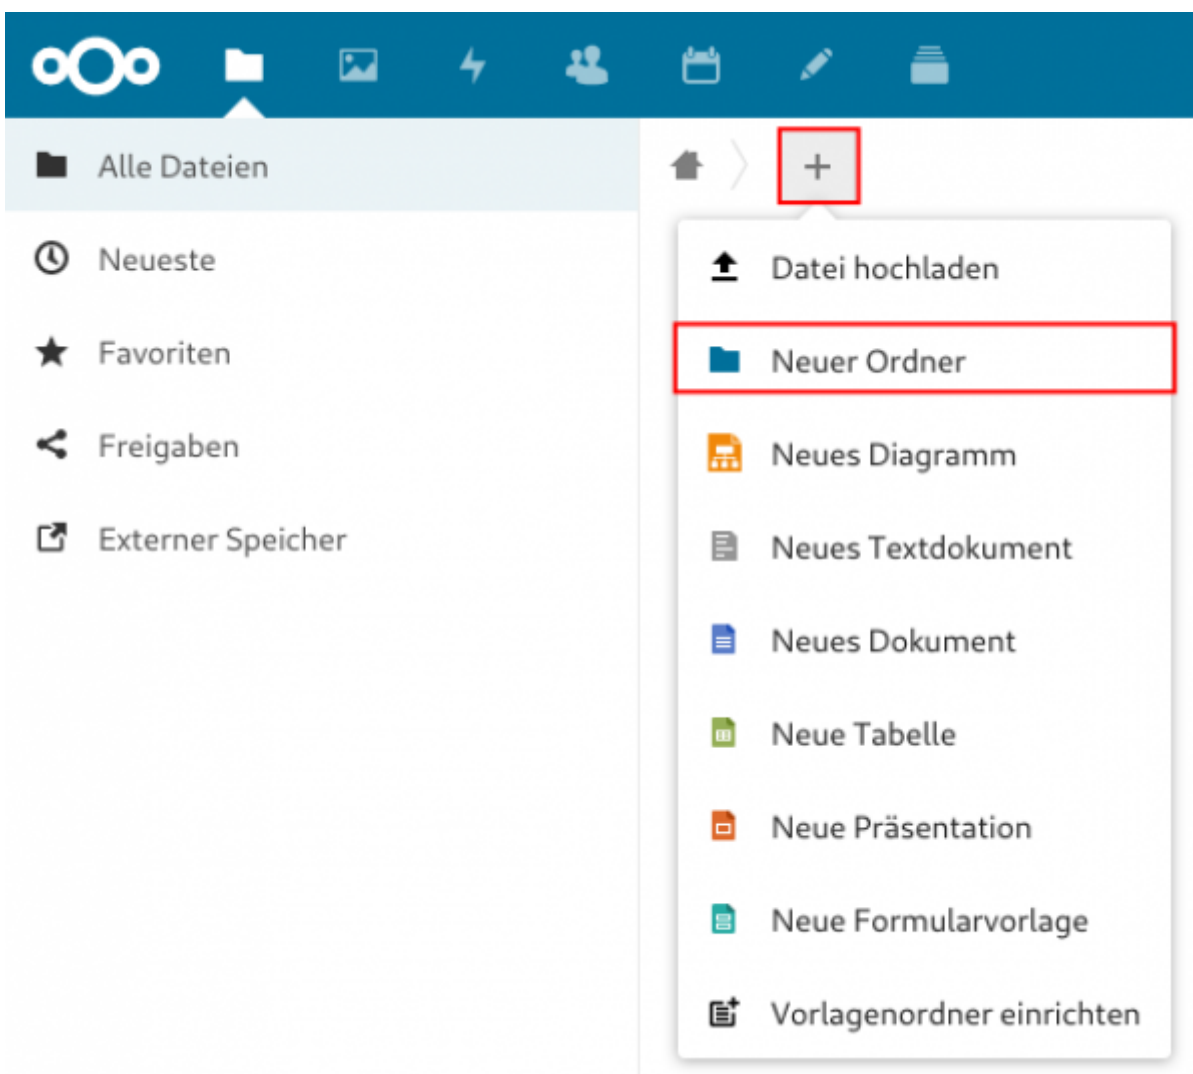 Alle Dateien
Neueste
Favoriten
Freigaben
Externer Speicher
+
Datei hochladen
Neuer Ordner
Neues Diagramm
Neues Textdokument
Neues Dokument
Neue Tabelle
Neue Präsentation
Neue Formularvorlage
Vorlagenordner einrichten